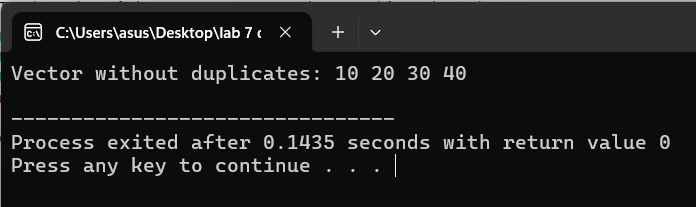 C:\Users\asus\Desktop\lab 7 c
Vector without duplicates: 10 20 30 40
--------------------------------
Process exited after 0.1435 seconds with return value 0
Press any key to continue . . .